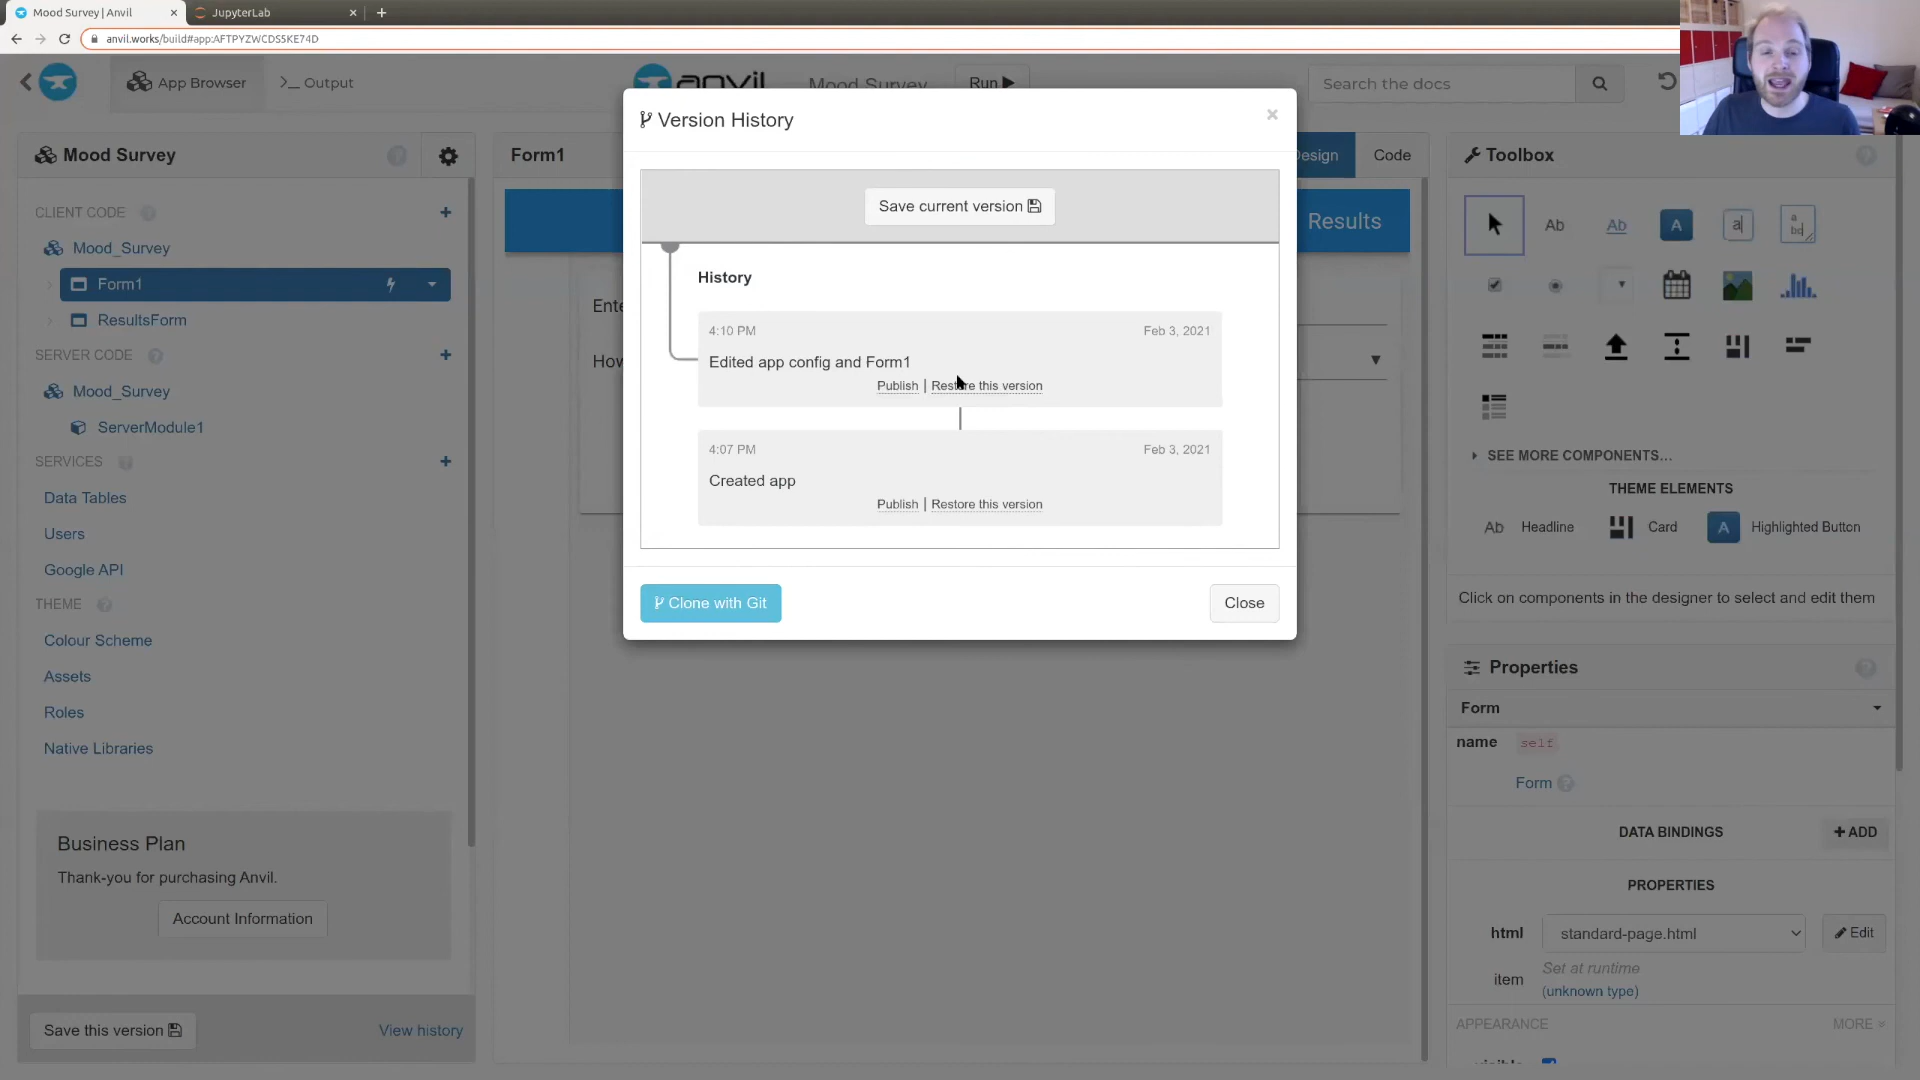 Mood Survey | Anvil
JupyterLab
anvil.works/build#app:AFTPYZWCDS5KE74D
App Browser
>_ Output
anvil
Mood Survey
Run
Search the docs
Mood Survey
CLIENT CODE
Mood_Survey
Form1
ResultsForm
SERVER CODE
Mood_Survey
ServerModule1
SERVICES
Data Tables
Users
Google API
THEME
Colour Scheme
Assets
Roles
Native Libraries
Business Plan
Thank-you for purchasing Anvil.
Account Information
Save this version
View history
Form1
Design
Code
Results
Ente
How
Version History
Save current version
History
4:10 PM
Feb 3, 2021
Edited app config and Form1
Publish | Restore this version
4:07 PM
Feb 3, 2021
Created app
Publish | Restore this version
Clone with Git
Close
Toolbox
Ab
Ab
A
a
a
bc
SEE MORE COMPONENTS...
THEME ELEMENTS
Ab Headline
Card
A Highlighted Button
Click on components in the designer to select and edit them
Properties
Form
name self
Form
DATA BINDINGS
+ ADD
PROPERTIES
html standard-page.html
Edit
item Set at runtime
(unknown type)
APPEARANCE
MORE